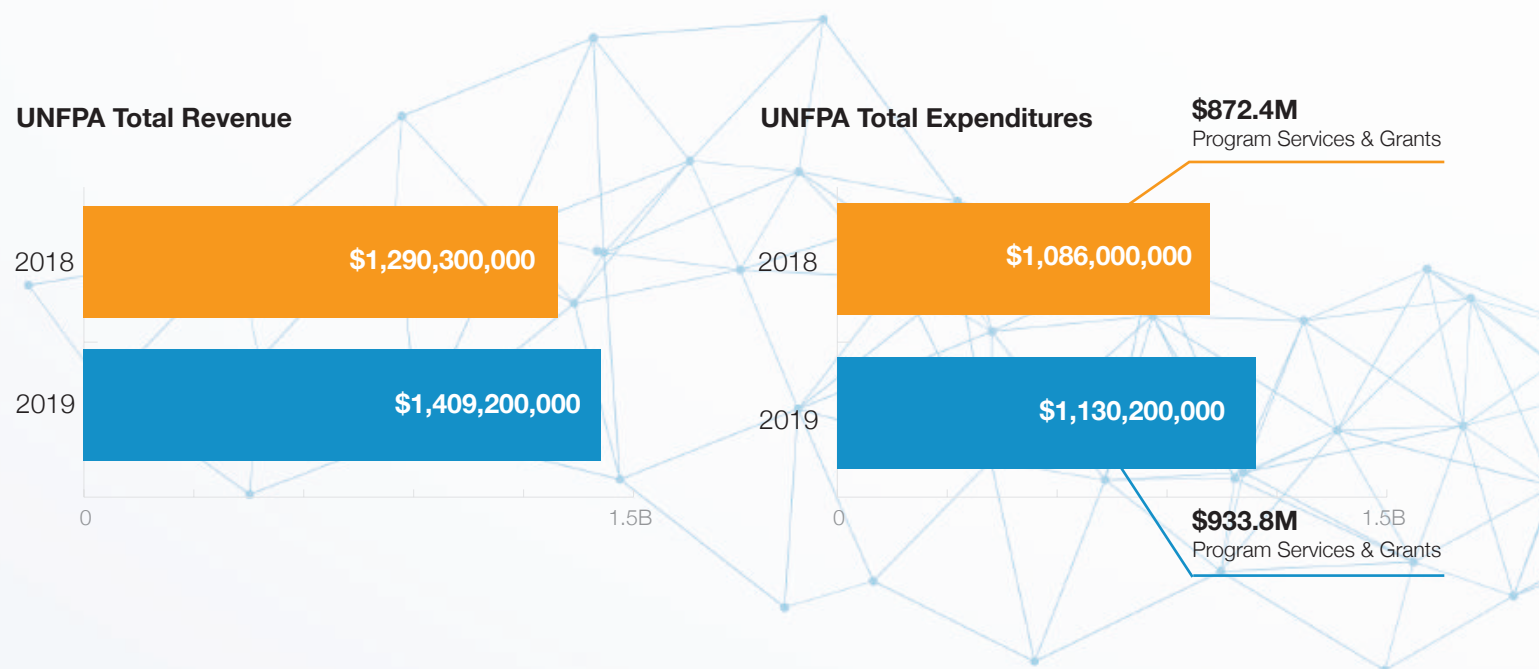 UNFPA Total Revenue
2018
$1,290,300,000
2019
$1,409,200,000
0
1.5B
UNFPA Total Expenditures
$872.4M
Program Services & Grants
2018
$1,086,000,000
2019
$1,130,200,000
0
1.5B
$933.8M
Program Services & Grants